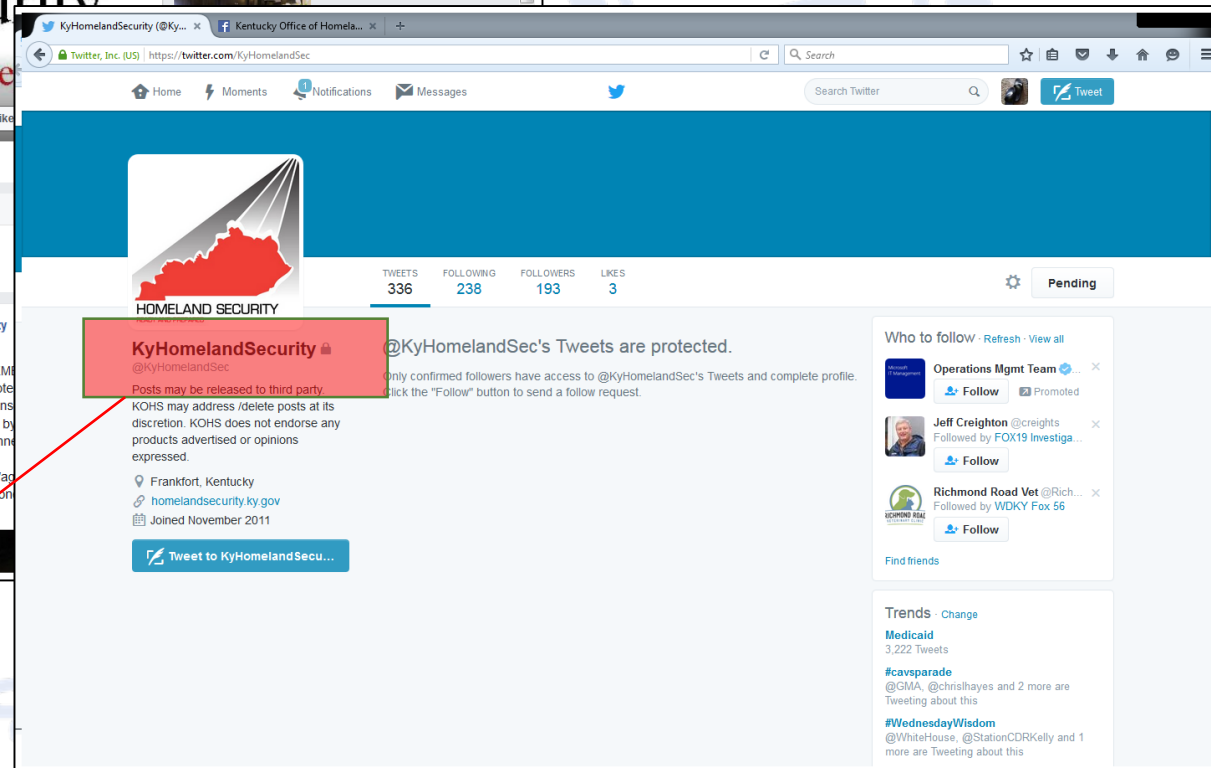 KyHomelandSecurity (@Ky...
Kentucky Office of Homela...
Twitter, Inc. (US) https://twitter.com/KyHomelandSec
Search
Home
Moments
1
Notifications
Messages
Search Twitter
Tweet
HOMELAND SECURITY
TWEETS FOLLOWING FOLLOWERS LIKES
336 238 193 3
Pending
KyHomelandSecurity
@KyHomelandSec
Posts may be released to third party.
KOHS may address /delete posts at its
discretion. KOHS does not endorse any
products advertised or opinions
expressed.
Frankfort, Kentucky
homelandsecurity.ky.gov
Joined November 2011
Tweet to KyHomelandSecu...
@KyHomelandSec's Tweets are protected.
Only confirmed followers have access to @KyHomelandSec's Tweets and complete profile.
Click the "Follow" button to send a follow request.
Who to follow · Refresh · View all
Microsoft
IT Management
Operations Mgmt Team ...
Follow
Promoted
Jeff Creighton @creights
Followed by FOX19 Investiga...
Follow
RICHMOND ROAD
VETERINARY CLINIC
Richmond Road Vet @Rich...
Followed by WDKY Fox 56
Follow
Find friends
Trends · Change
Medicaid
3,222 Tweets
#cavsparade
@GMA, @chrislhayes and 2 more are
Tweeting about this
#WednesdayWisdom
@WhiteHouse, @StationCDRKelly and 1
more are Tweeting about this